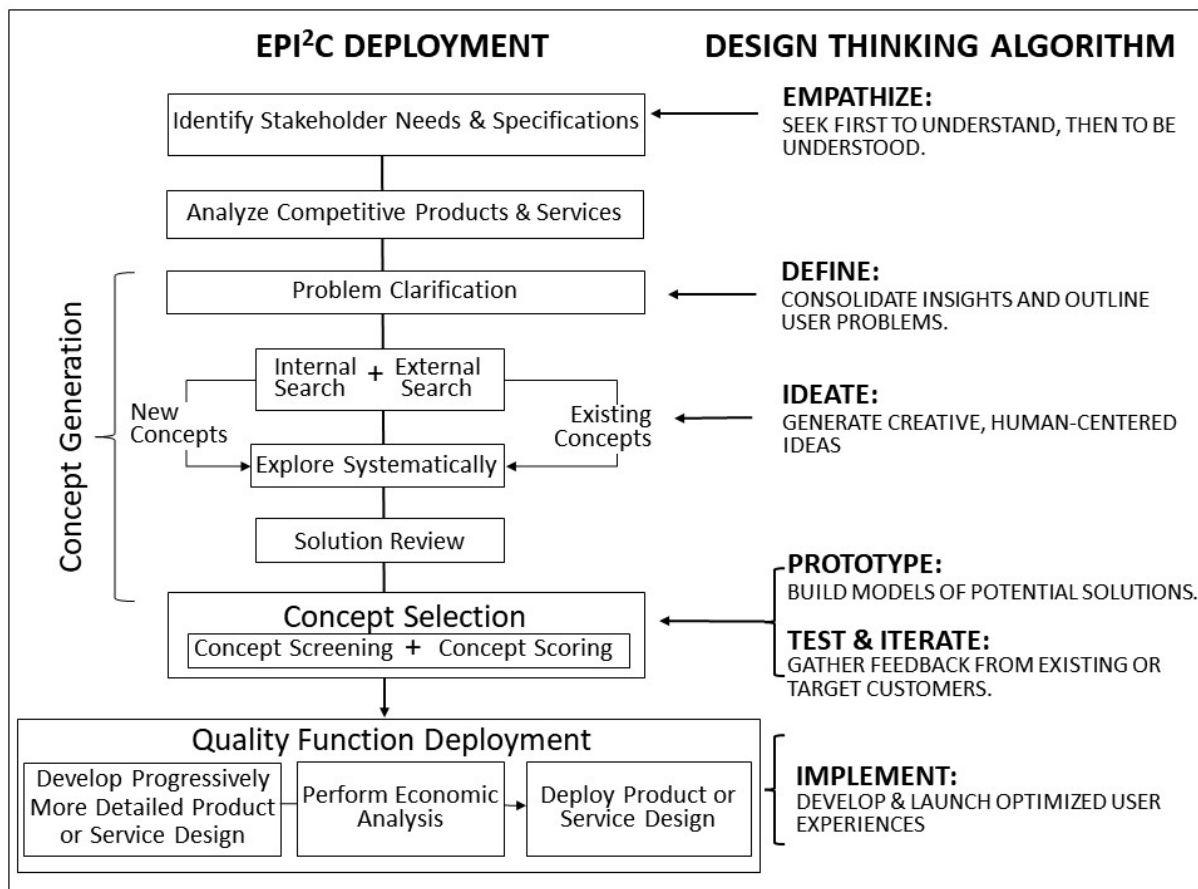 EPI²C DEPLOYMENT
DESIGN THINKING ALGORITHM
Identify Stakeholder Needs & Specifications
EMPATHIZE:
SEEK FIRST TO UNDERSTAND, THEN TO BE
UNDERSTOOD.
Analyze Competitive Products & Services
Concept Generation
Problem Clarification
DEFINE:
CONSOLIDATE INSIGHTS AND OUTLINE
USER PROBLEMS.
Internal
Search
+
External
Search
New
Concepts
Existing
Concepts
IDEATE:
GENERATE CREATIVE, HUMAN-CENTERED
IDEAS
Explore Systematically
Solution Review
Concept Selection
Concept Screening + Concept Scoring
PROTOTYPE:
BUILD MODELS OF POTENTIAL SOLUTIONS.
TEST & ITERATE:
GATHER FEEDBACK FROM EXISTING OR
TARGET CUSTOMERS.
Quality Function Deployment
Develop Progressively
More Detailed Product
or Service Design
Perform Economic
Analysis
Deploy Product or
Service Design
IMPLEMENT:
DEVELOP & LAUNCH OPTIMIZED USER
EXPERIENCES